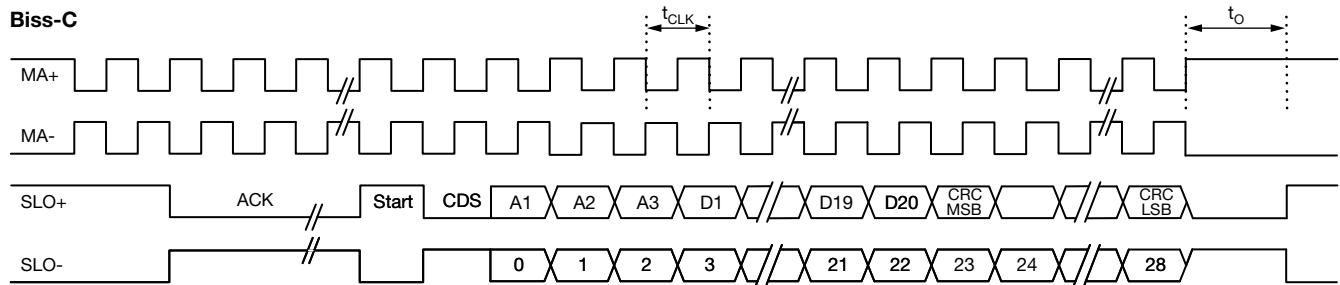 Biss-C
tCLK
tO
MA+
MA-
SLO+ ACK Start CDS A1 A2 A3 D1 D19 D20 CRC MSB CRC LSB
SLO- 0 1 2 3 21 22 23 24 28